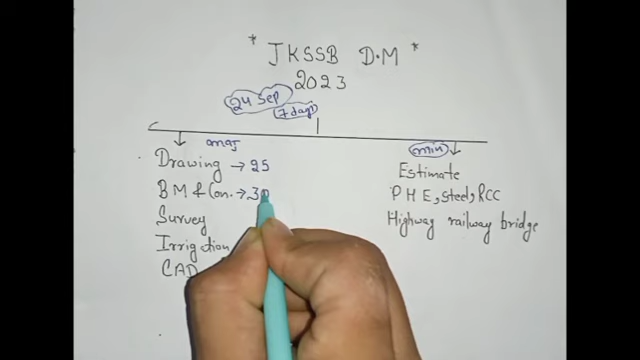 * JKSSB D.M *
2023
24 Sep
7 days
min
Drawing → 25
BM & Con. → 30
Survey
Irrigation
CAD
Estimate
PHE, Steel, RCC
Highway railway bridge